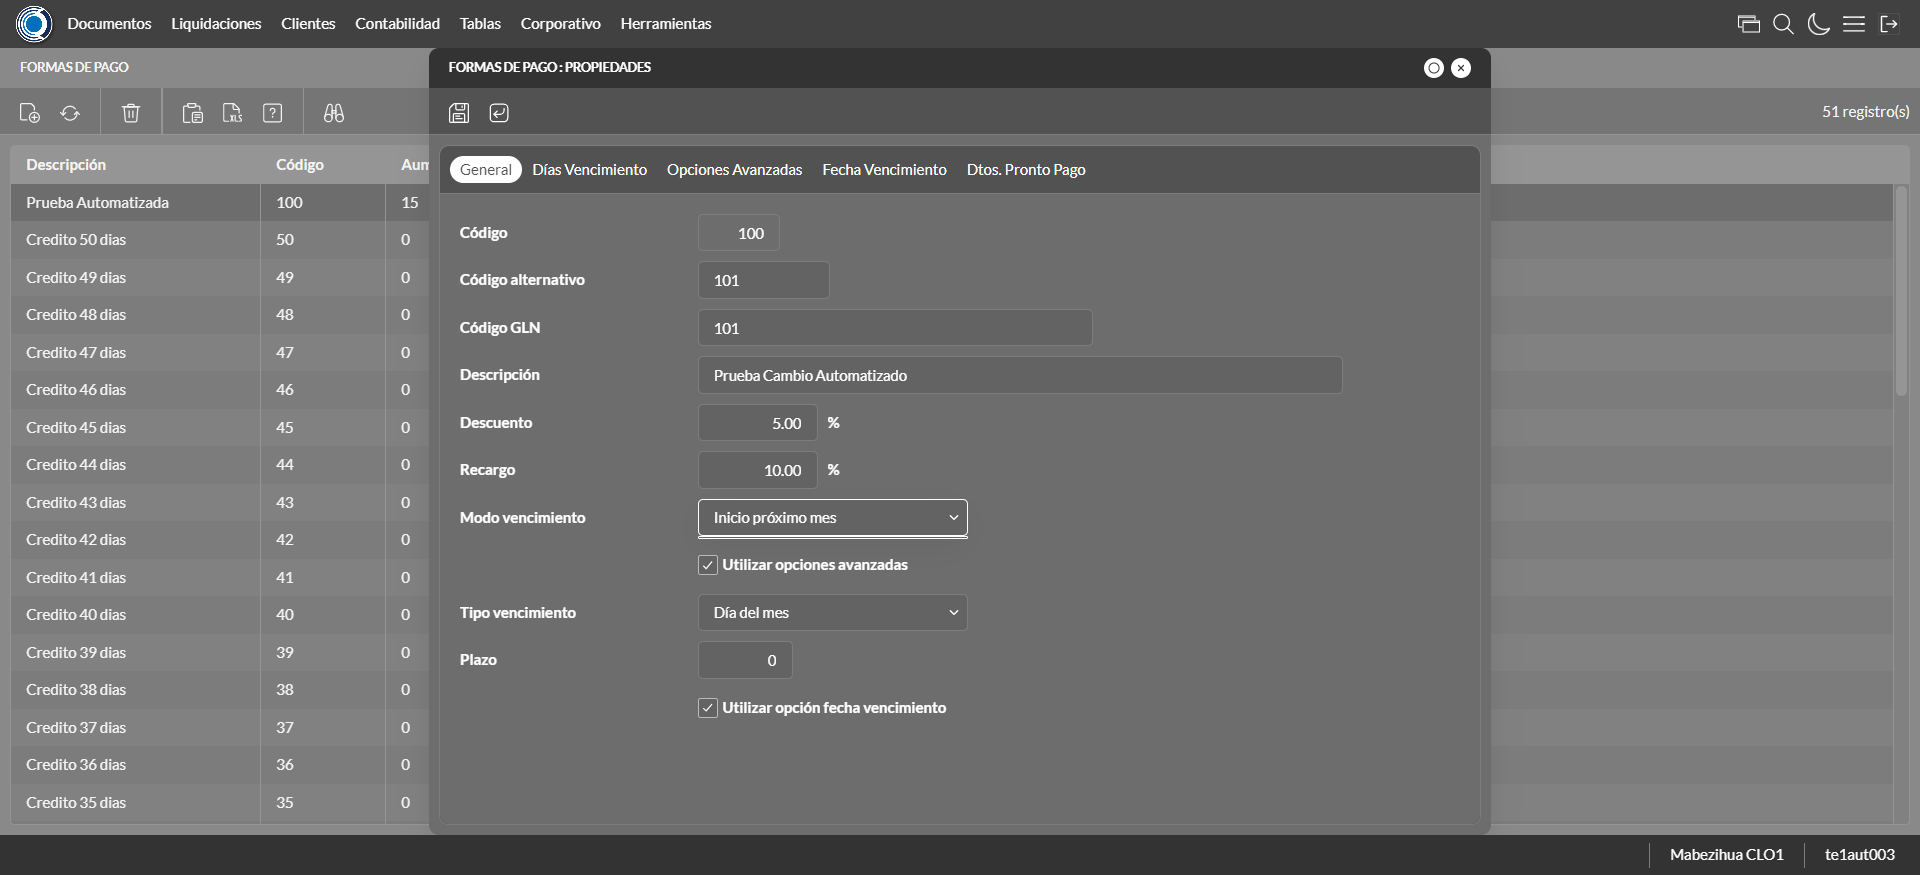 Documentos Liquidaciones Clientes Contabilidad Tablas Corporativo Herramientas
FORMAS DE PAGO
FORMAS DE PAGO : PROPIEDADES
XLS ?
51 registro(s)
Descripción Código Aum
Prueba Automatizada 100 15
Credito 50 dias 50 0
Credito 49 dias 49 0
Credito 48 dias 48 0
Credito 47 dias 47 0
Credito 46 dias 46 0
Credito 45 dias 45 0
Credito 44 dias 44 0
Credito 43 dias 43 0
Credito 42 dias 42 0
Credito 41 dias 41 0
Credito 40 dias 40 0
Credito 39 dias 39 0
Credito 38 dias 38 0
Credito 37 dias 37 0
Credito 36 dias 36 0
Credito 35 dias 35 0
General Días Vencimiento Opciones Avanzadas Fecha Vencimiento Dtos. Pronto Pago
Código 100
Código alternativo 101
Código GLN 101
Descripción Prueba Cambio Automatizado
Descuento 5.00 %
Recargo 10.00 %
Modo vencimiento Inicio próximo mes
Utilizar opciones avanzadas
Tipo vencimiento Día del mes
Plazo 0
Utilizar opción fecha vencimiento
Mabezihua CLO1 te1aut003